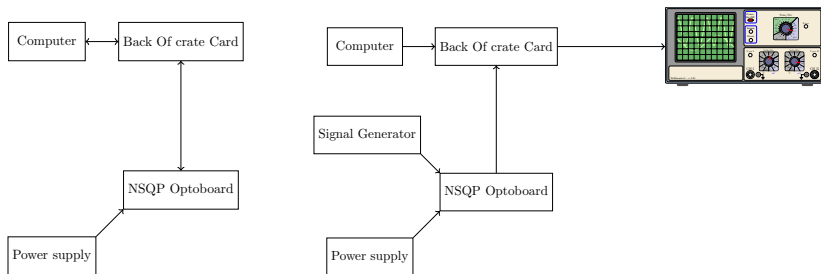 Computer
Back Of crate Card
NSQP Optoboard
Power supply
Computer
Back Of crate Card
Signal Generator
NSQP Optoboard
Power supply